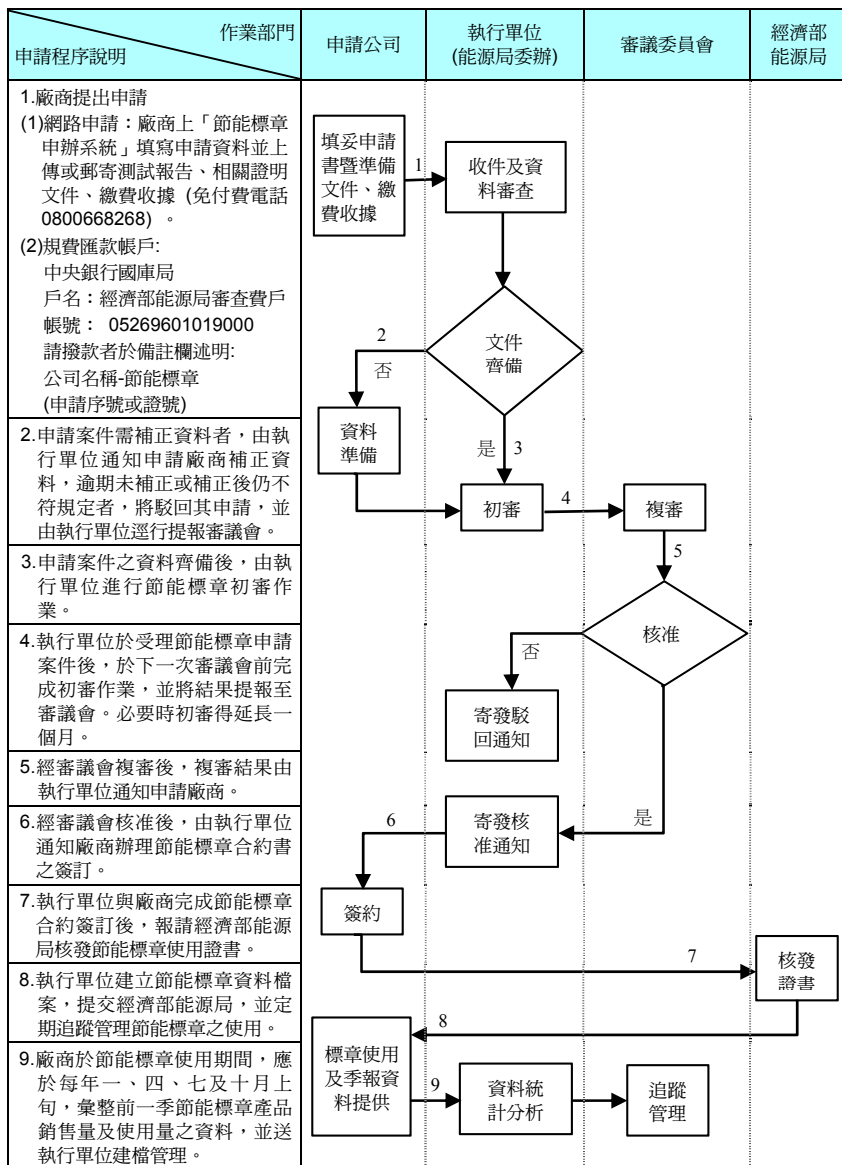 作業部門
申請程序說明
申請公司
執行單位
(能源局委辦)
審議委員會
經濟部
能源局
1.廠商提出申請
(1)網路申請：廠商上「節能標章
申辦系統」填寫申請資料並上
傳或郵寄測試報告、相關證明
文件、繳費收據 (免付費電話
0800668268) 。
(2)規費匯款帳戶:
中央銀行國庫局
戶名：經濟部能源局審查費戶
帳號： 05269601019000
請撥款者於備註欄述明:
公司名稱-節能標章
(申請序號或證號)
2.申請案件需補正資料者，由執
行單位通知申請廠商補正資
料，逾期未補正或補正後仍不
符規定者，將駁回其申請，並
由執行單位逕行提報審議會。
3.申請案件之資料齊備後，由執
行單位進行節能標章初審作
業。
4.執行單位於受理節能標章申請
案件後，於下一次審議會前完
成初審作業，並將結果提報至
審議會。必要時初審得延長一
個月。
5.經審議會複審後，複審結果由
執行單位通知申請廠商。
6.經審議會核准後，由執行單位
通知廠商辦理節能標章合約書
之簽訂。
7.執行單位與廠商完成節能標章
合約簽訂後，報請經濟部能源
局核發節能標章使用證書。
8.執行單位建立節能標章資料檔
案，提交經濟部能源局，並定
期追蹤管理節能標章之使用。
9.廠商於節能標章使用期間，應
於每年一、四、七及十月上
旬，彙整前一季節能標章產品
銷售量及使用量之資料，並送
執行單位建檔管理。
填妥申請
書暨準備
文件、繳
費收據
1
收件及資
料審查
文件
齊備
2
否
資料
準備
是
3
初審
4
複審
5
核准
否
寄發駁
回通知
是
寄發核
准通知
6
簽約
7
核發
證書
8
標章使用
及季報資
料提供
9
資料統
計分析
追蹤
管理